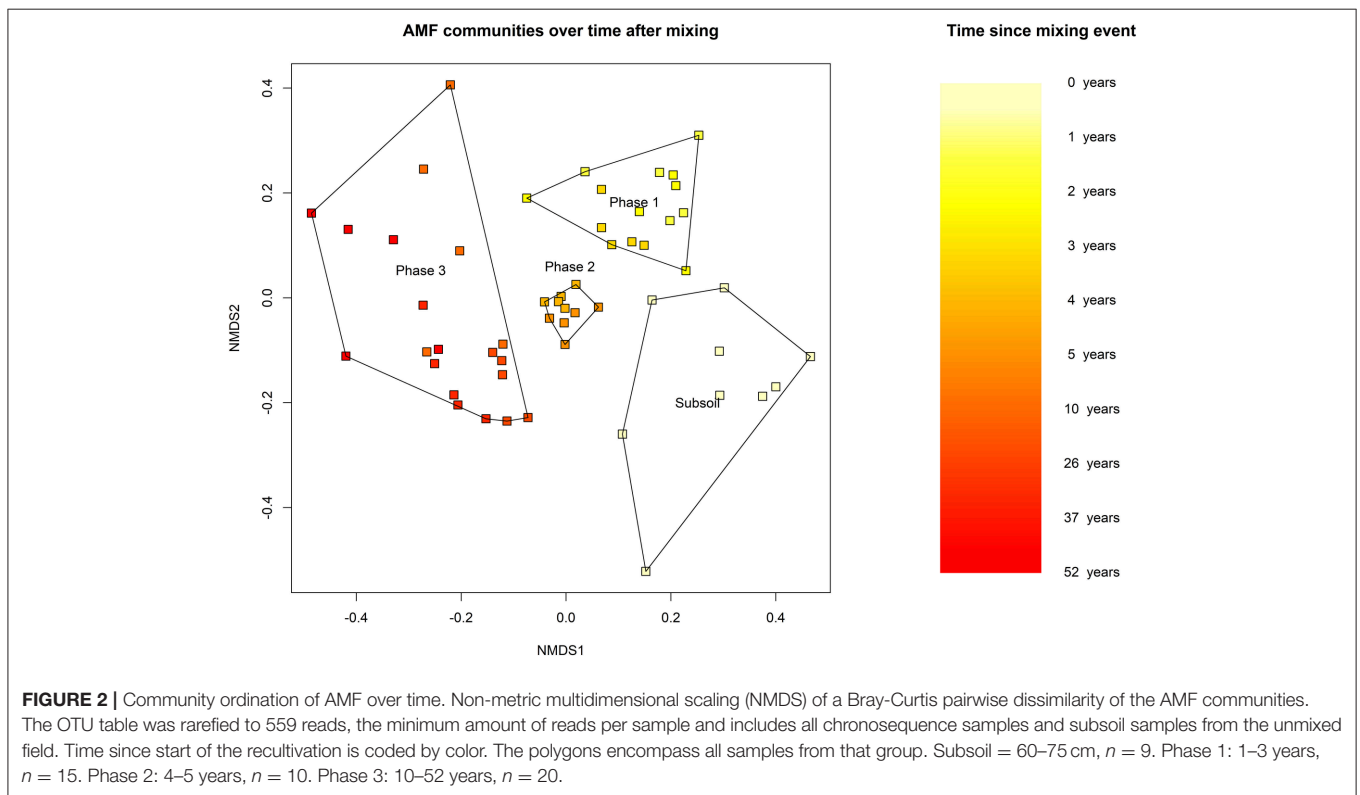 AMF communities over time after mixing
Time since mixing event
0.4
0.2
0.0
-0.2
-0.4
NMDS2
-0.4
-0.2
0.0
0.2
0.4
NMDS1
Phase 1
Phase 2
Phase 3
Subsoil
0 years
1 years
2 years
3 years
4 years
5 years
10 years
26 years
37 years
52 years
FIGURE 2 | Community ordination of AMF over time. Non-metric multidimensional scaling (NMDS) of a Bray-Curtis pairwise dissimilarity of the AMF communities.
The OTU table was rarefied to 559 reads, the minimum amount of reads per sample and includes all chronosequence samples and subsoil samples from the unmixed
field. Time since start of the recultivation is coded by color. The polygons encompass all samples from that group. Subsoil = 60–75 cm, n = 9. Phase 1: 1–3 years,
n = 15. Phase 2: 4–5 years, n = 10. Phase 3: 10–52 years, n = 20.